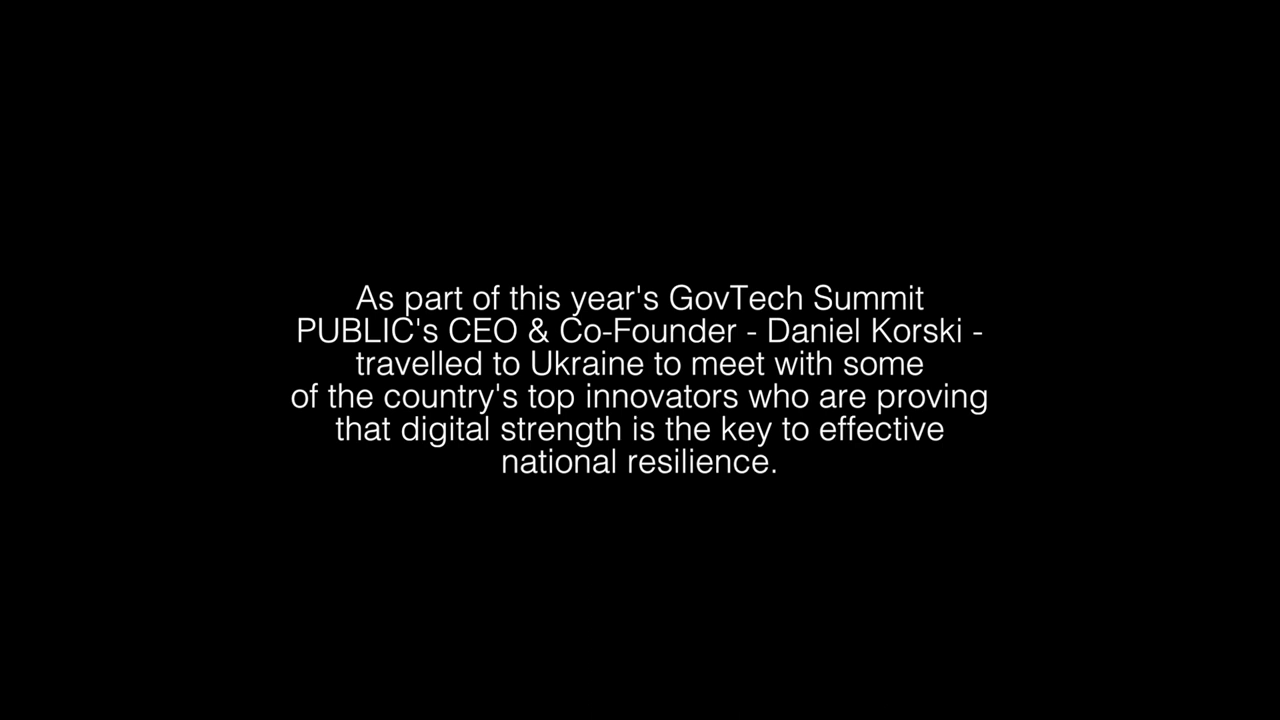 As part of this year's GovTech Summit
PUBLIC's CEO & Co-Founder - Daniel Korski -
travelled to Ukraine to meet with some
of the country's top innovators who are proving
that digital strength is the key to effective
national resilience.